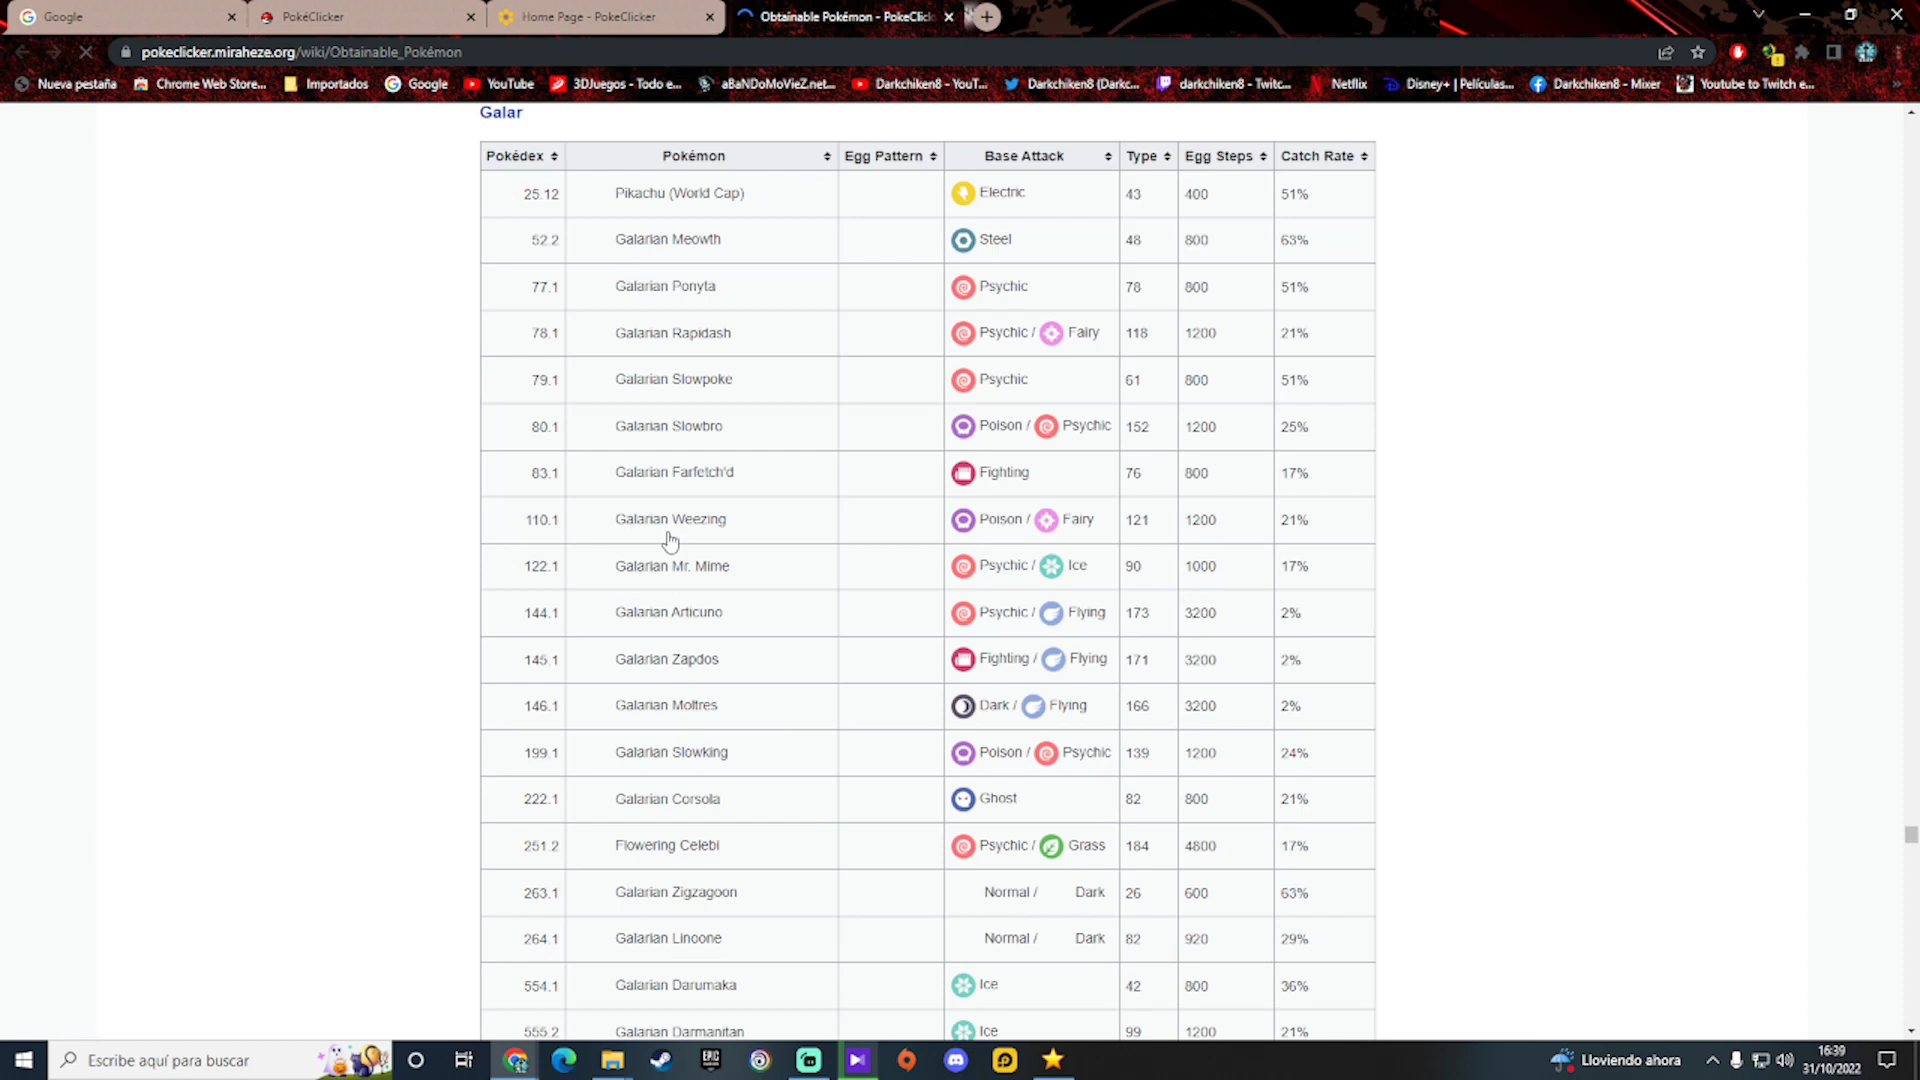 Google
PokéClicker
Home Page - PokeClicker
Obtainable Pokémon - PokeClic
pokeclicker.miraheze.org/wiki/Obtainable_Pokémon
Nueva pestaña
Chrome Web Store...
Importados
Google
YouTube
3DJuegos - Todo e...
aBaNDoMoVieZ.net...
Darkchiken8 - YouT...
Darkchiken8 (Darkc...
darkchiken8 - Twitc...
Netflix
Disney+ | Películas...
Darkchiken8 - Mixer
Youtube to Twitch e...
Galar
Pokédex Pokémon Egg Pattern Base Attack Type Egg Steps Catch Rate
25.12 Pikachu (World Cap) Electric 43 400 51%
52.2 Galarian Meowth Steel 48 800 63%
77.1 Galarian Ponyta Psychic 78 800 51%
78.1 Galarian Rapidash Psychic / Fairy 118 1200 21%
79.1 Galarian Slowpoke Psychic 61 800 51%
80.1 Galarian Slowbro Poison / Psychic 152 1200 25%
83.1 Galarian Farfetch'd Fighting 76 800 17%
110.1 Galarian Weezing Poison / Fairy 121 1200 21%
122.1 Galarian Mr. Mime Psychic / Ice 90 1000 17%
144.1 Galarian Articuno Psychic / Flying 173 3200 2%
145.1 Galarian Zapdos Fighting / Flying 171 3200 2%
146.1 Galarian Moltres Dark / Flying 166 3200 2%
199.1 Galarian Slowking Poison / Psychic 139 1200 24%
222.1 Galarian Corsola Ghost 82 800 21%
251.2 Flowering Celebi Psychic / Grass 184 4800 17%
263.1 Galarian Zigzagoon Normal / Dark 26 600 63%
264.1 Galarian Linoone Normal / Dark 82 920 29%
554.1 Galarian Darumaka Ice 42 800 36%
555.2 Galarian Darmanitan Ice 99 1200 21%
Escribe aquí para buscar
EPIC
Lloviendo ahora
16:39
31/10/2022